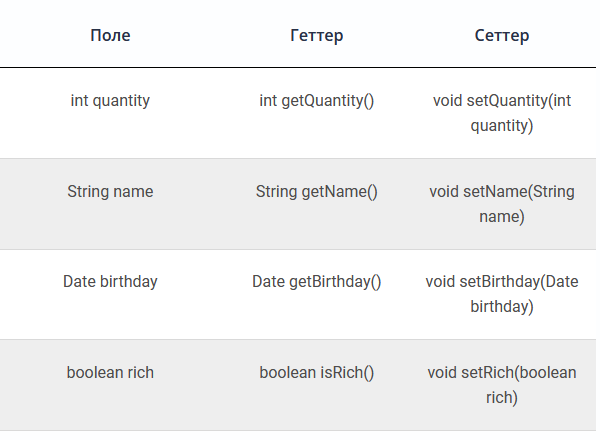 Поле Геттер Сеттер
int quantity int getQuantity() void setQuantity(int
quantity)
String name String getName() void setName(String
name)
Date birthday Date getBirthday() void setBirthday(Date
birthday)
boolean rich boolean isRich() void setRich(boolean
rich)